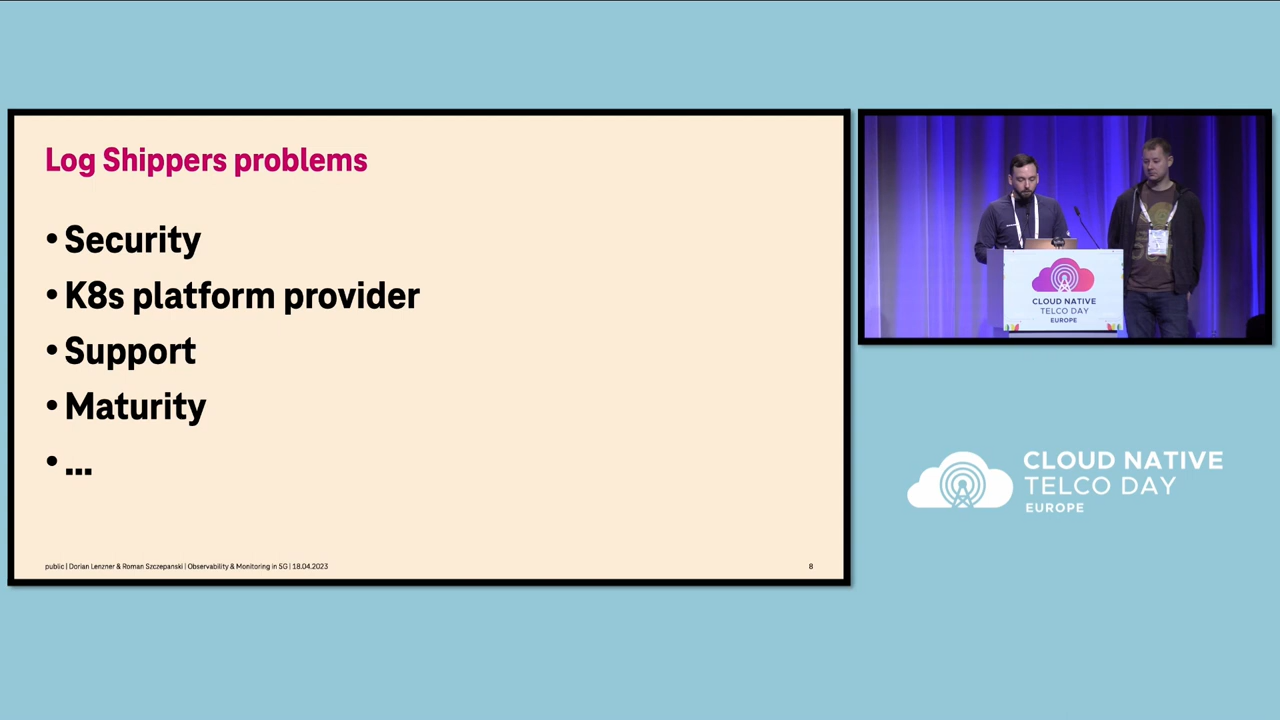 Log Shippers problems
• Security
• K8s platform provider
• Support
• Maturity
• ...
public | Dorian Lenzner & Roman Szczepanski | Observability & Monitoring in 5G | 18.04.2023
8
CLOUD NATIVE
TELCO DAY
EUROPE
CLOUD NATIVE
TELCO DAY
EUROPE